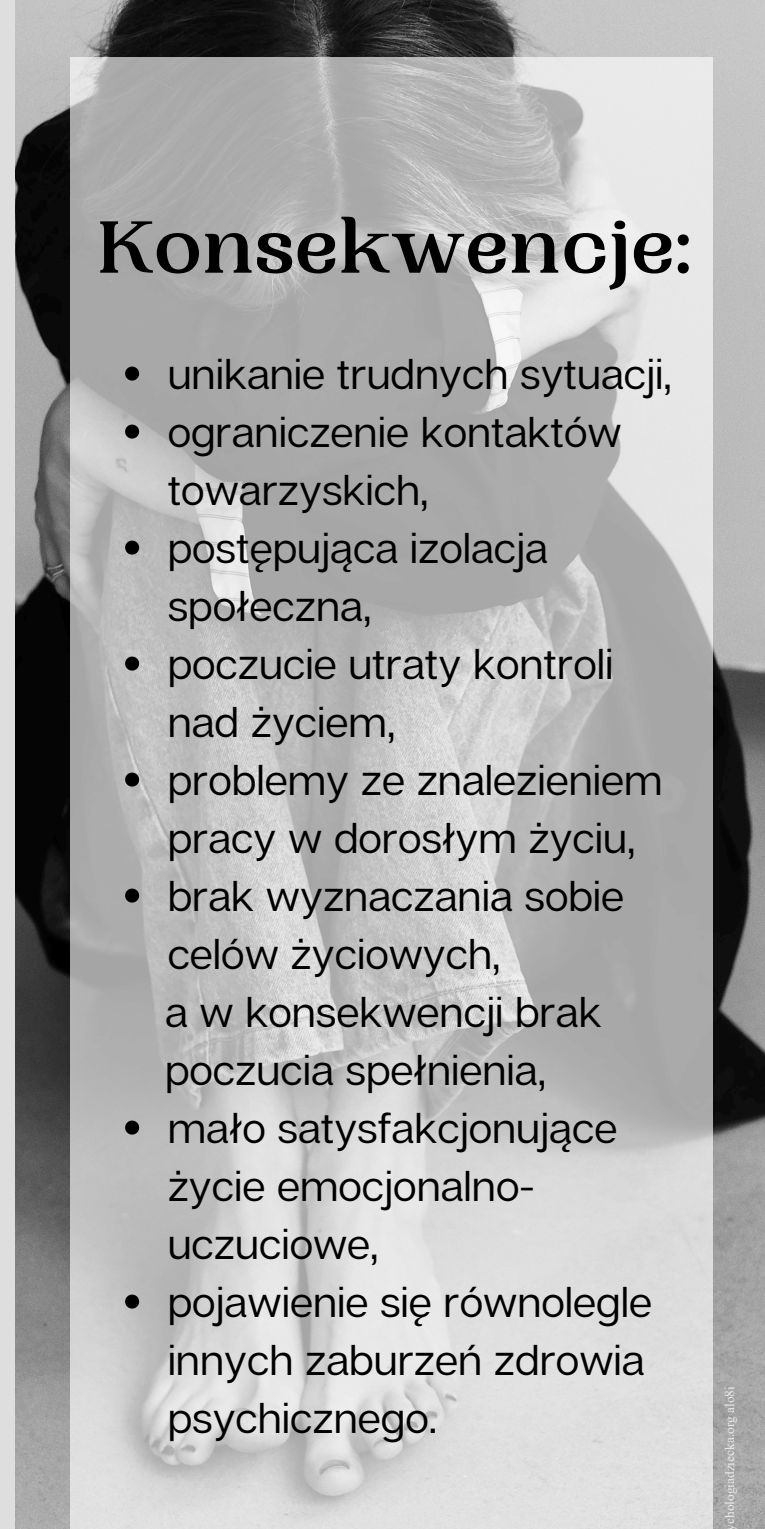 Konsekwencje:
• unikanie trudnych sytuacji,
• ograniczenie kontaktów
towarzyskich,
• postępująca izolacja
społeczna,
• poczucie utraty kontroli
nad życiem,
• problemy ze znalezieniem
pracy w dorosłym życiu,
• brak wyznaczania sobie
celów życiowych,
a w konsekwencji brak
poczucia spełnienia,
• mało satysfakcjonujące
życie emocjonalno-
uczuciowe,
• pojawienie się równolegle
innych zaburzeń zdrowia
psychicznego.